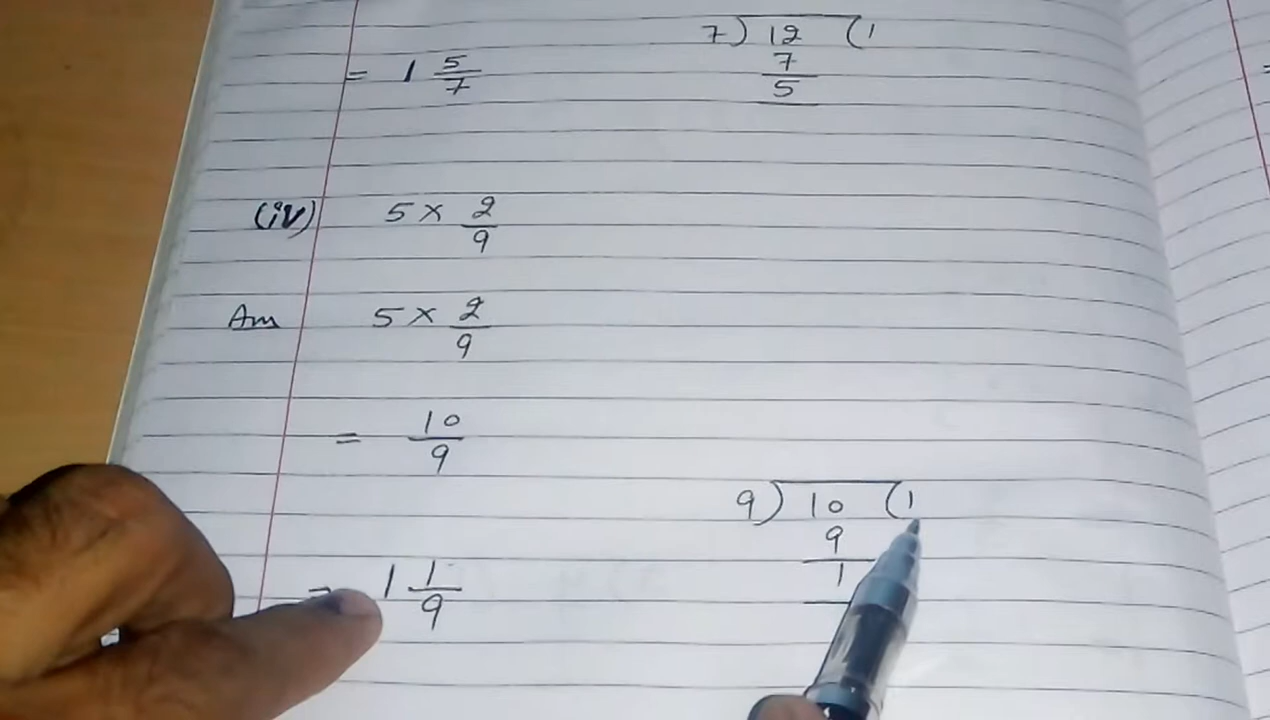 7) 12 (1
7
= 1 5/7
5
(iv) 5 × 2/9
Ans 5 × 2/9
= 10/9
9) 10 (1
9
1
= 1 1/9